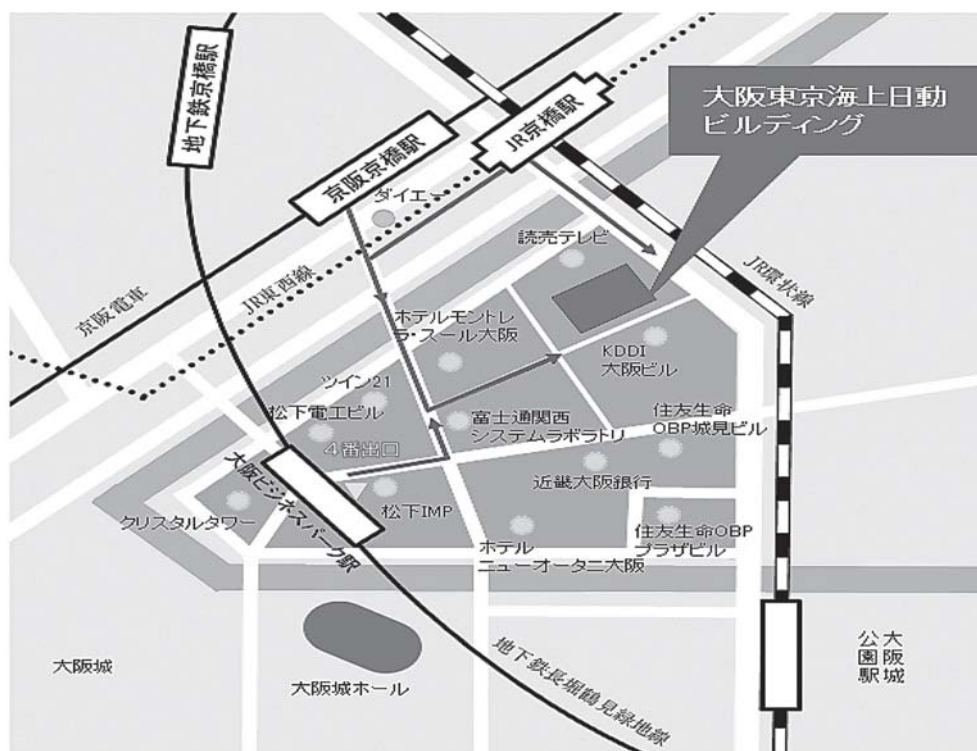 地下鉄京橋駅
京阪京橋駅
JR京橋駅
大阪東京海上日動
ビルディング
ダイエー
読売テレビ
JR環状線
JR東西線
京阪電車
ホテルモントレ
ラ・スール大阪
KDDI
大阪ビル
ツイン21
松下電工ビル
富士通関西
システムラボラトリ
住友生命
OBP城見ビル
4番出口
近畿大阪銀行
大阪ビジネスパーク駅
松下IMP
クリスタルタワー
ホテル
ニューオータニ大阪
住友生命OBP
プラザビル
大阪城
大阪城ホール
地下鉄長堀鶴見緑地線
大阪城
公園駅